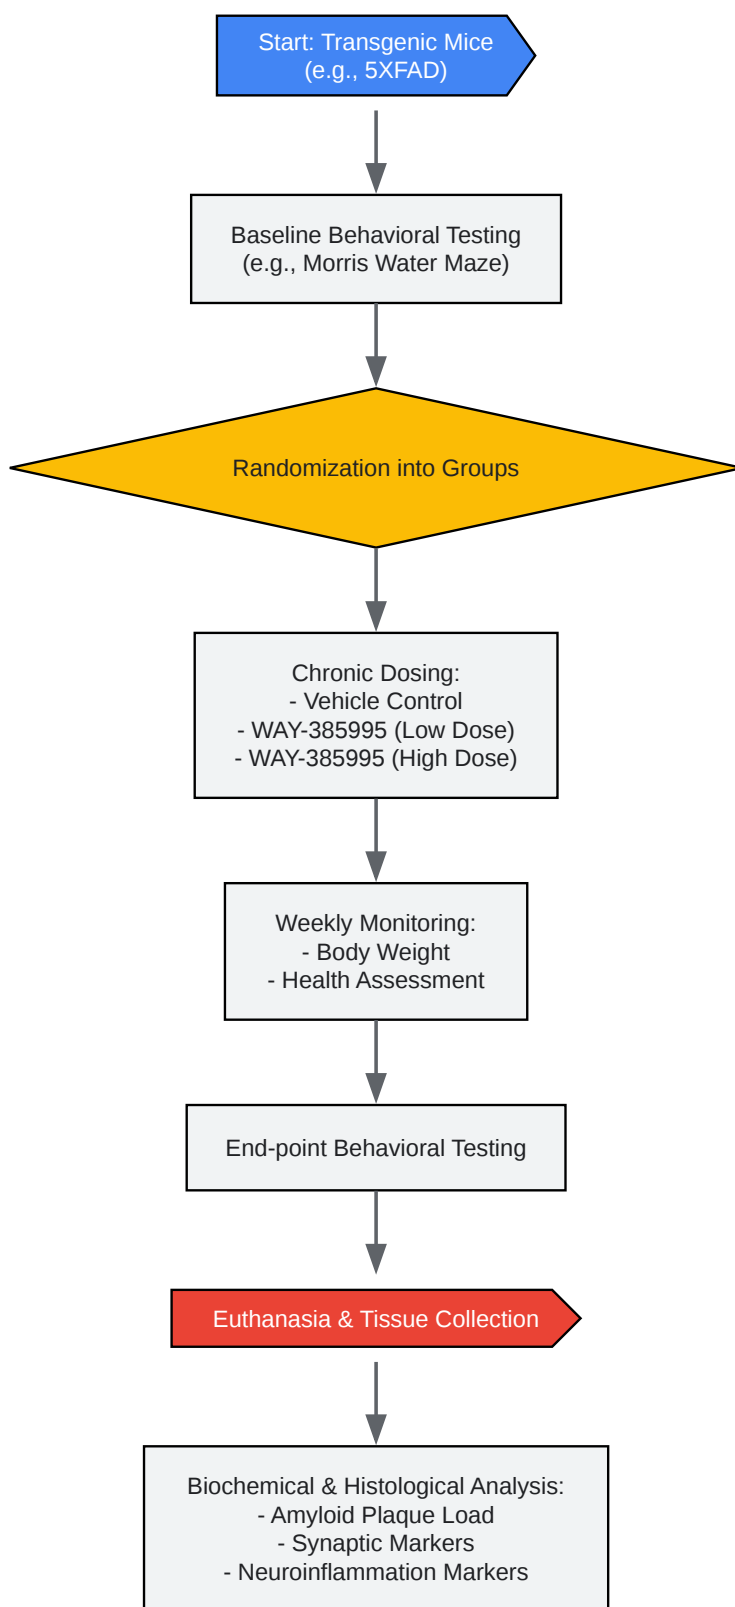 Start: Transgenic Mice
(e.g., 5XFAD)
Baseline Behavioral Testing
(e.g., Morris Water Maze)
Randomization into Groups
Chronic Dosing:
- Vehicle Control
- WAY-385995 (Low Dose)
- WAY-385995 (High Dose)
Weekly Monitoring:
- Body Weight
- Health Assessment
End-point Behavioral Testing
Euthanasia & Tissue Collection
Biochemical & Histological Analysis:
- Amyloid Plaque Load
- Synaptic Markers
- Neuroinflammation Markers